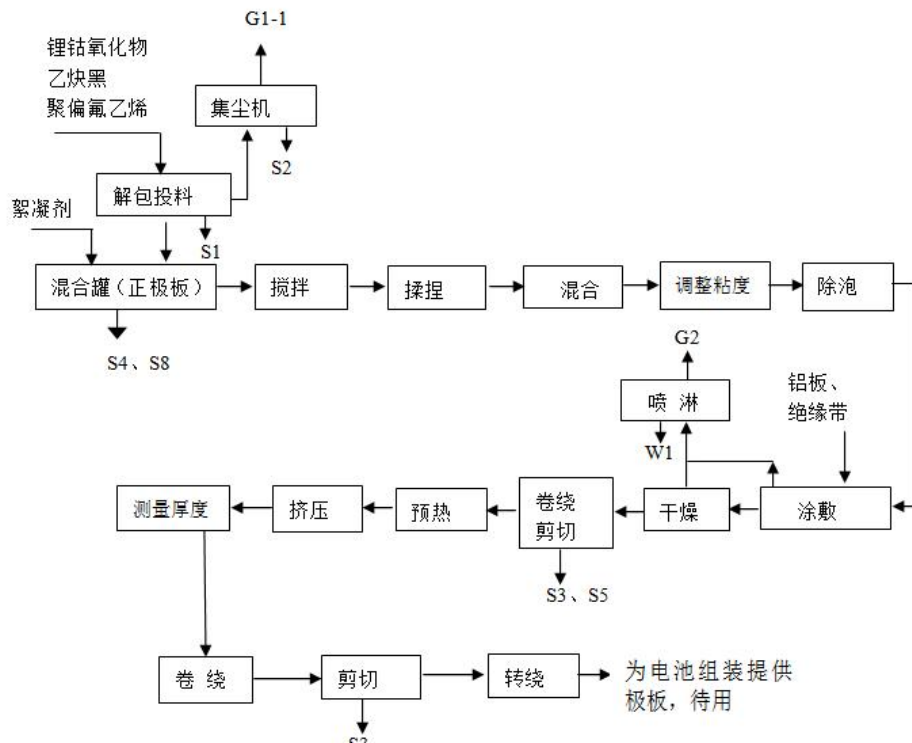 G1-1
锂钴氧化物
乙炔黑
聚偏氟乙烯
集尘机
S2
解包投料
絮凝剂
S1
混合罐（正极板）
搅拌
揉捏
混合
调整粘度
除泡
S4、S8
G2
铝板、
绝缘带
喷 淋
W1
测量厚度
挤压
预热
卷绕
剪切
干燥
涂敷
S3、S5
卷 绕
剪切
转绕
为电池组装提供
极板，待用